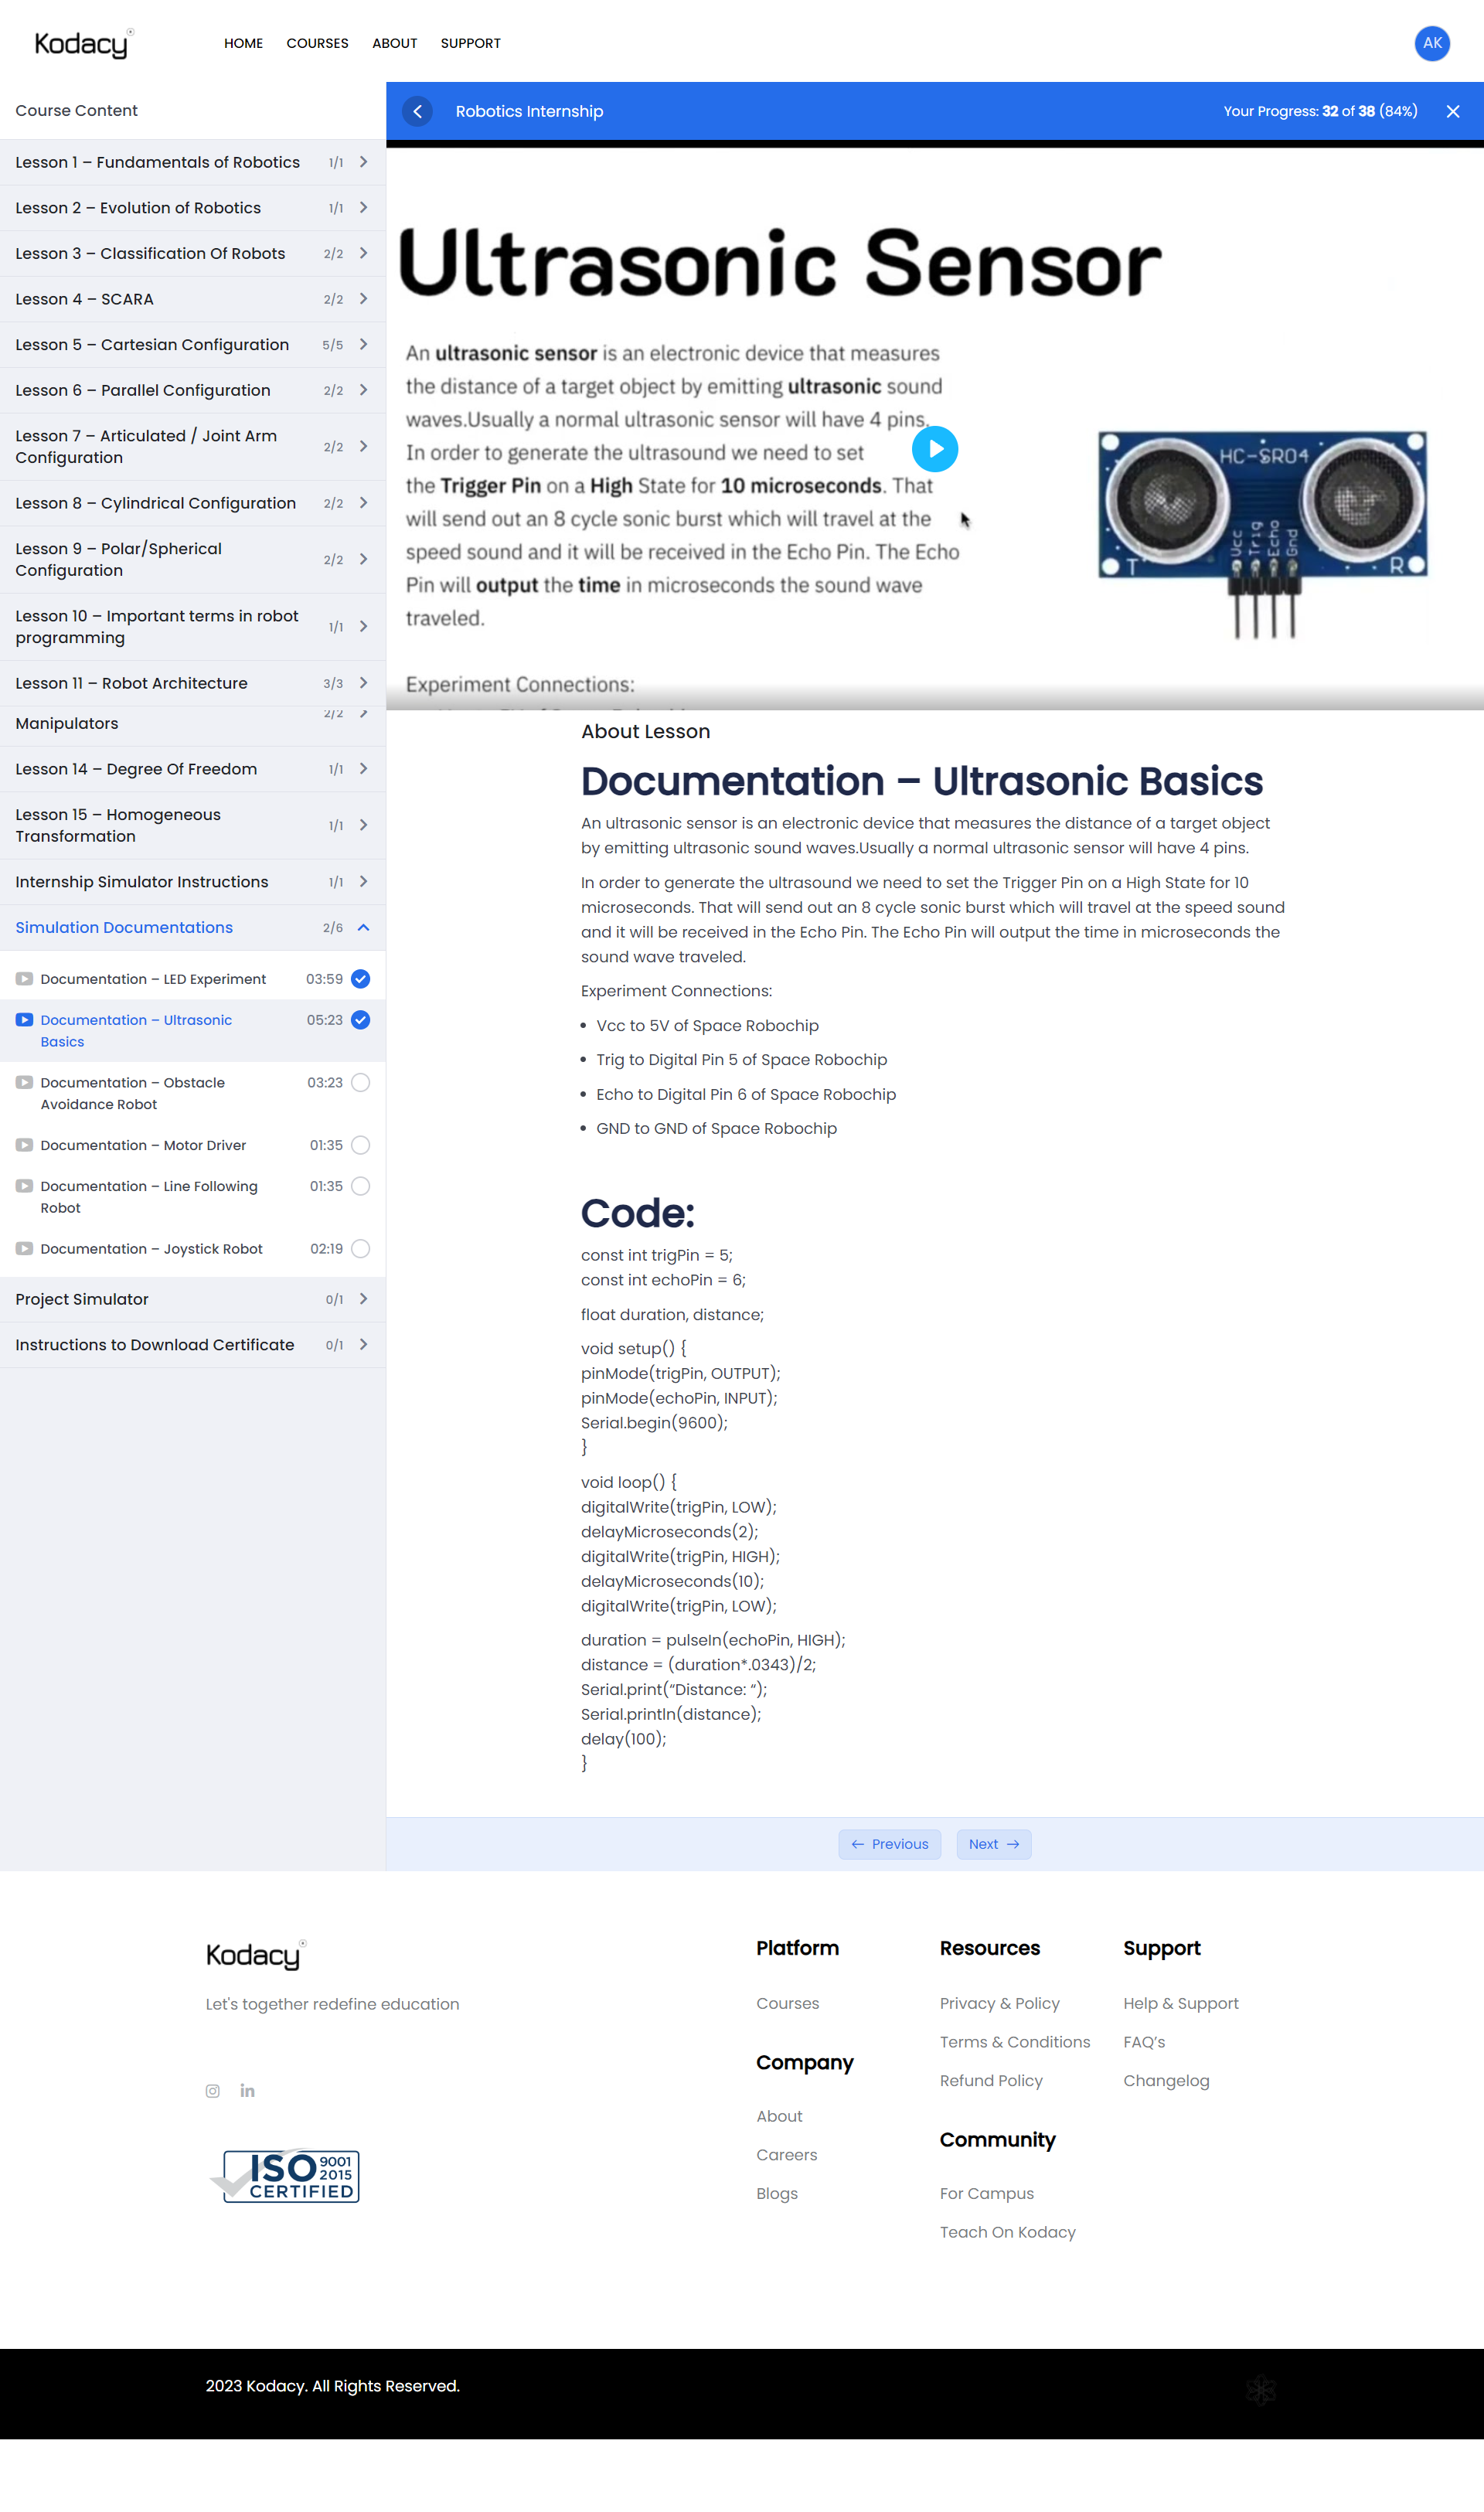 Kodacy
HOME COURSES ABOUT SUPPORT
AK
Course Content
Robotics Internship
Your Progress: 32 of 38 (84%)
Lesson 1 – Fundamentals of Robotics 1/1
Lesson 2 – Evolution of Robotics 1/1
Lesson 3 – Classification Of Robots 2/2
Lesson 4 – SCARA 2/2
Lesson 5 – Cartesian Configuration 5/5
Lesson 6 – Parallel Configuration 2/2
Lesson 7 – Articulated / Joint Arm
Configuration 2/2
Lesson 8 – Cylindrical Configuration 2/2
Lesson 9 – Polar/Spherical
Configuration 2/2
Lesson 10 – Important terms in robot
programming 1/1
Lesson 11 – Robot Architecture 3/3
Manipulators 2/2
Lesson 14 – Degree Of Freedom 1/1
Lesson 15 – Homogeneous
Transformation 1/1
Internship Simulator Instructions 1/1
Simulation Documentations 2/6
Documentation – LED Experiment 03:59
Documentation – Ultrasonic
Basics 05:23
Documentation – Obstacle
Avoidance Robot 03:23
Documentation – Motor Driver 01:35
Documentation – Line Following
Robot 01:35
Documentation – Joystick Robot 02:19
Project Simulator 0/1
Instructions to Download Certificate 0/1
Ultrasonic Sensor
An ultrasonic sensor is an electronic device that measures
the distance of a target object by emitting ultrasonic sound
waves.Usually a normal ultrasonic sensor will have 4 pins.
In order to generate the ultrasound we need to set
the Trigger Pin on a High State for 10 microseconds. That
will send out an 8 cycle sonic burst which will travel at the
speed sound and it will be received in the Echo Pin. The Echo
Pin will output the time in microseconds the sound wave
traveled.
Experiment Connections:
HC-SR04
Vcc
Trig
Echo
Gnd
T
R
About Lesson
Documentation – Ultrasonic Basics
An ultrasonic sensor is an electronic device that measures the distance of a target object
by emitting ultrasonic sound waves.Usually a normal ultrasonic sensor will have 4 pins.
In order to generate the ultrasound we need to set the Trigger Pin on a High State for 10
microseconds. That will send out an 8 cycle sonic burst which will travel at the speed sound
and it will be received in the Echo Pin. The Echo Pin will output the time in microseconds the
sound wave traveled.
Experiment Connections:
• Vcc to 5V of Space Robochip
• Trig to Digital Pin 5 of Space Robochip
• Echo to Digital Pin 6 of Space Robochip
• GND to GND of Space Robochip
Code:
const int trigPin = 5;
const int echoPin = 6;
float duration, distance;
void setup() {
pinMode(trigPin, OUTPUT);
pinMode(echoPin, INPUT);
Serial.begin(9600);
}
void loop() {
digitalWrite(trigPin, LOW);
delayMicroseconds(2);
digitalWrite(trigPin, HIGH);
delayMicroseconds(10);
digitalWrite(trigPin, LOW);
duration = pulseIn(echoPin, HIGH);
distance = (duration*.0343)/2;
Serial.print(“Distance: “);
Serial.println(distance);
delay(100);
}
← Previous
Next →
Kodacy
Let's together redefine education
ISO 9001
2015
CERTIFIED
Platform
Courses
Company
About
Careers
Blogs
Resources
Privacy & Policy
Terms & Conditions
Refund Policy
Community
For Campus
Teach On Kodacy
Support
Help & Support
FAQ’s
Changelog
2023 Kodacy. All Rights Reserved.